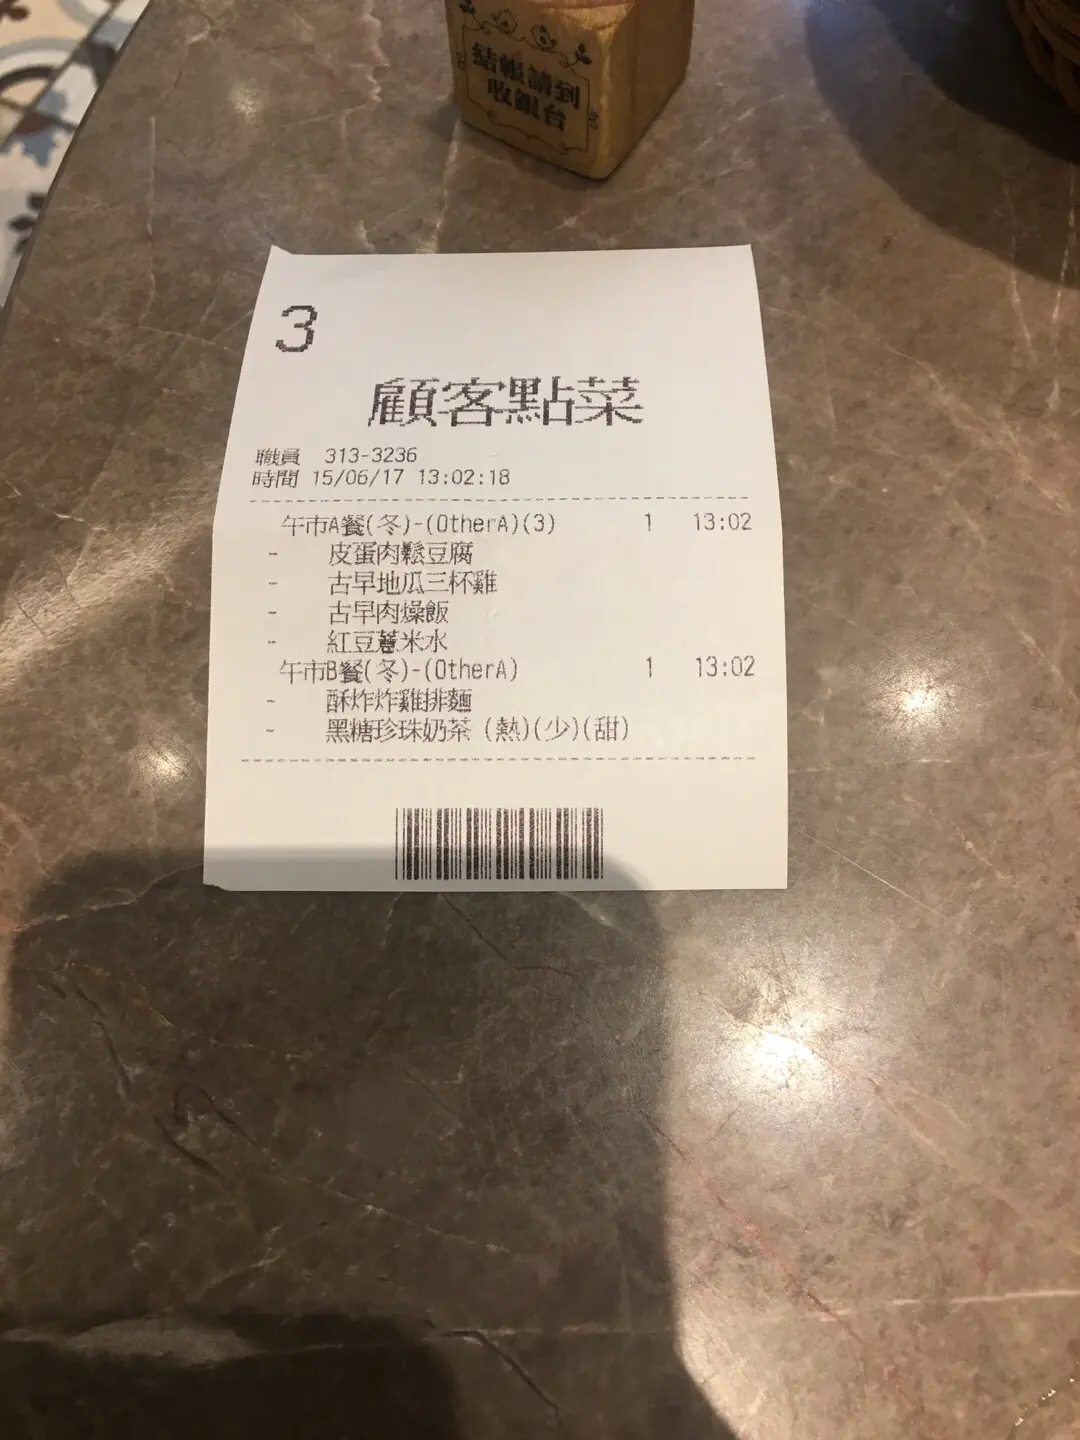 結帳請到
收銀台
3
顧客點菜
職員 313-3236
時間 15/06/17 13:02:18
午市A餐(冬)-(OtherA)(3) 1 13:02
- 皮蛋肉鬆豆腐
- 古早地瓜三杯雞
- 古早肉燥飯
- 紅豆薏米水
午市B餐(冬)-(OtherA) 1 13:02
- 酥炸炸雞排麵
- 黑糖珍珠奶茶 (熱)(少)(甜)